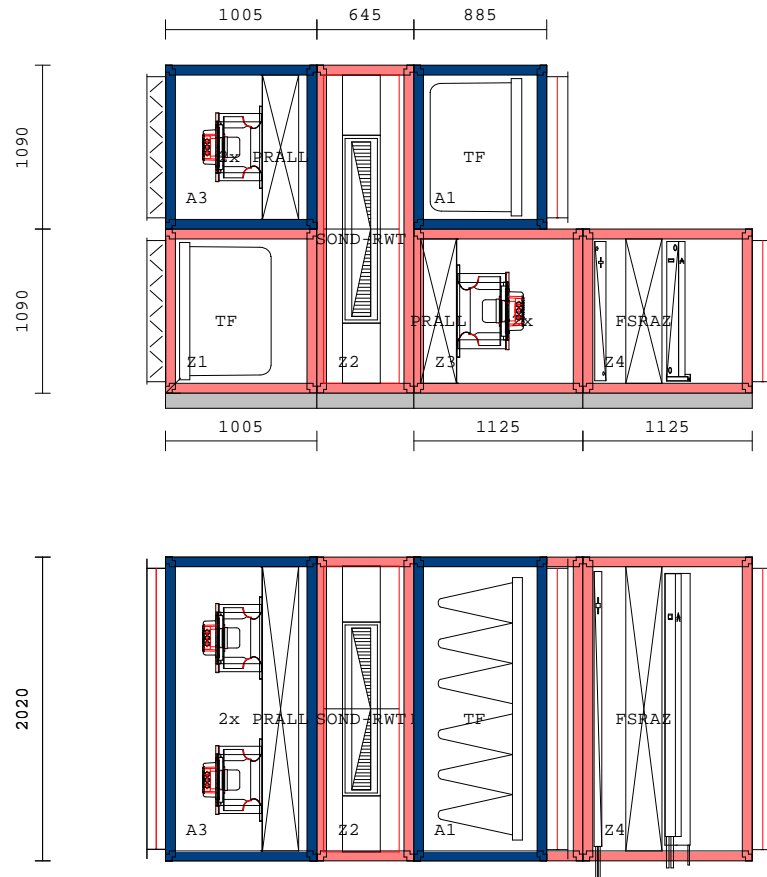 1005 645 885
1090
2x PRALL TF
A3 A1
SOND-RWT
1090
TF PRALL 2x FSRAZ
Z1 Z2 Z3 Z4
1005 1125 1125
2020
2x PRALL SOND-RWT TF FSRAZ
A3 Z2 A1 Z4